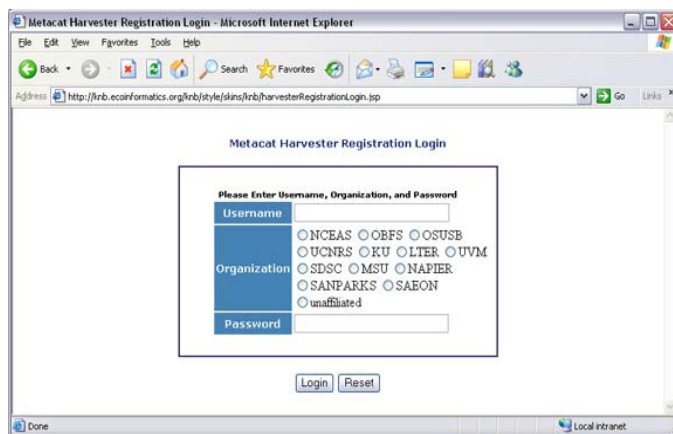 Metacat Harvester Registration Login - Microsoft Internet Explorer
File Edit View Favorites Tools Help
Back Search Favorites
Address http://knb.ecoinformatics.org/knb/style/skins/knb/harvesterRegistrationLogin.jsp Go Links »
Metacat Harvester Registration Login
Please Enter Username, Organization, and Password
Username
Organization
NCEAS OBFS OSUSB
UCNRS KU LTER UVM
SDSC MSU NAPIER
SANPARKS SAEON
unaffiliated
Password
Login Reset
Done Local intranet